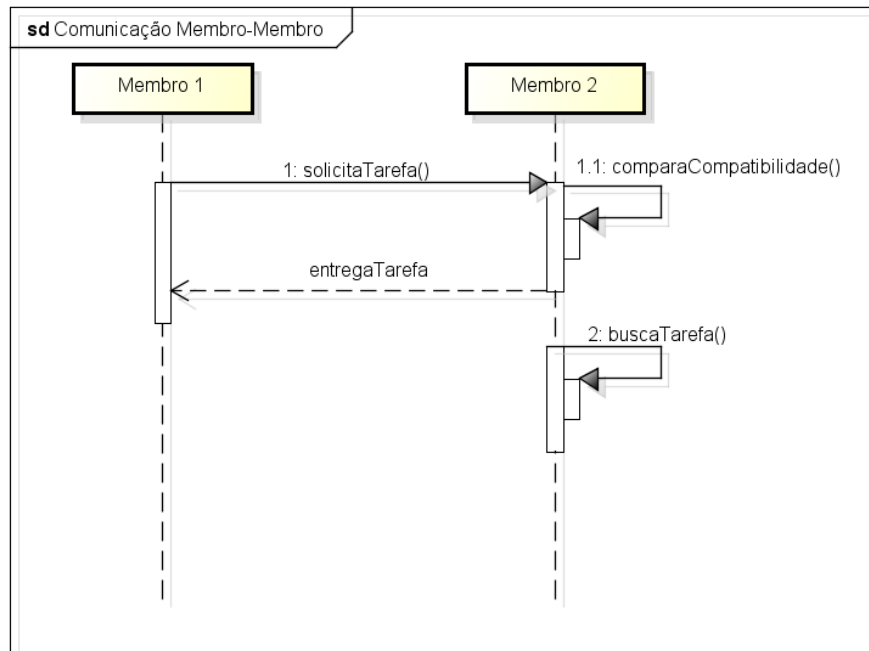 sd Comunicação Membro-Membro
Membro 1
Membro 2
1: solicitaTarefa()
1.1: comparaCompatibilidade()
entregaTarefa
2: buscaTarefa()